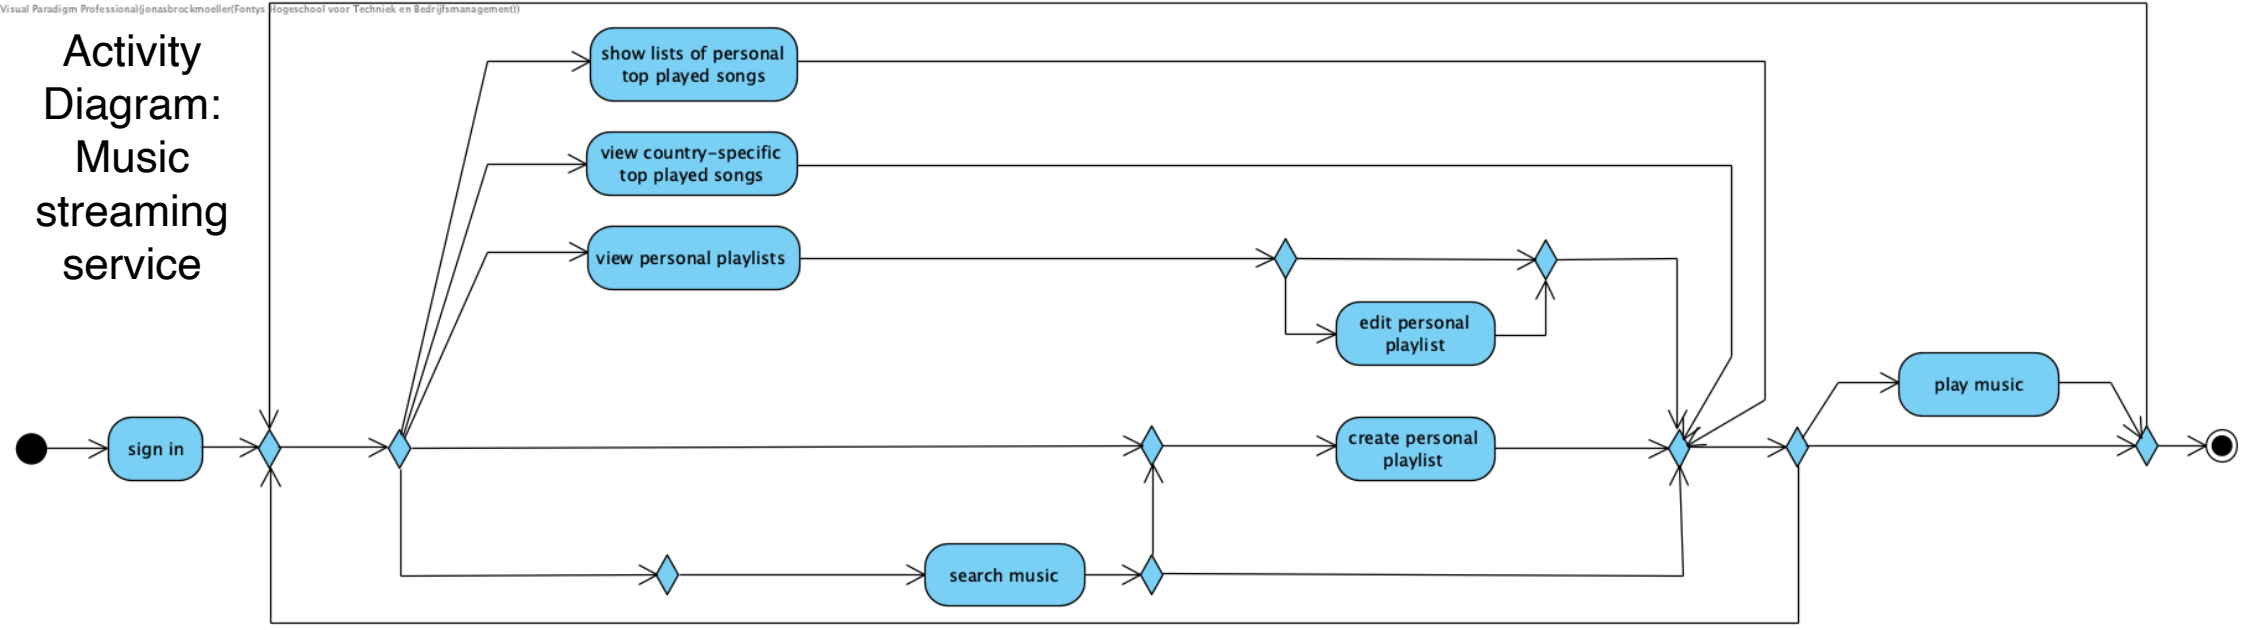 Visual Paradigm Professional(jonasbrockmoeller(Fontys Hogeschool voor Techniek en Bedrijfsmanagement))
Activity
Diagram:
Music
streaming
service
show lists of personal
top played songs
view country-specific
top played songs
view personal playlists
edit personal
playlist
play music
sign in
create personal
playlist
search music